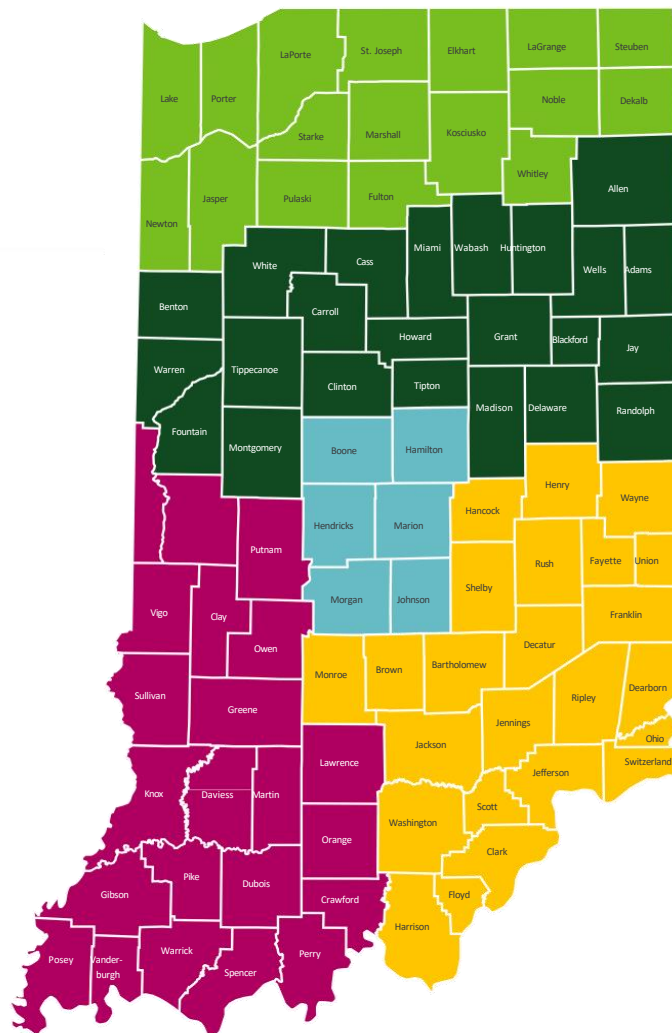 LaPorte
St. Joseph
Elkhart
LaGrange
Steuben
Lake
Porter
Noble
Dekalb
Starke
Marshall
Kosciusko
Whitley
Allen
Newton
Jasper
Pulaski
Fulton
White
Cass
Miami
Wabash
Huntington
Wells
Adams
Benton
Carroll
Howard
Grant
Blackford
Jay
Warren
Tippecanoe
Clinton
Tipton
Madison
Delaware
Randolph
Fountain
Montgomery
Boone
Hamilton
Henry
Wayne
Hancock
Putnam
Hendricks
Marion
Shelby
Rush
Fayette
Union
Vigo
Clay
Morgan
Johnson
Franklin
Owen
Decatur
Monroe
Brown
Bartholomew
Dearborn
Sullivan
Greene
Ripley
Jennings
Ohio
Jackson
Lawrence
Switzerland
Jefferson
Knox
Daviess
Martin
Scott
Washington
Orange
Clark
Pike
Dubois
Gibson
Crawford
Floyd
Harrison
Warrick
Perry
Posey
Vander-
burgh
Spencer